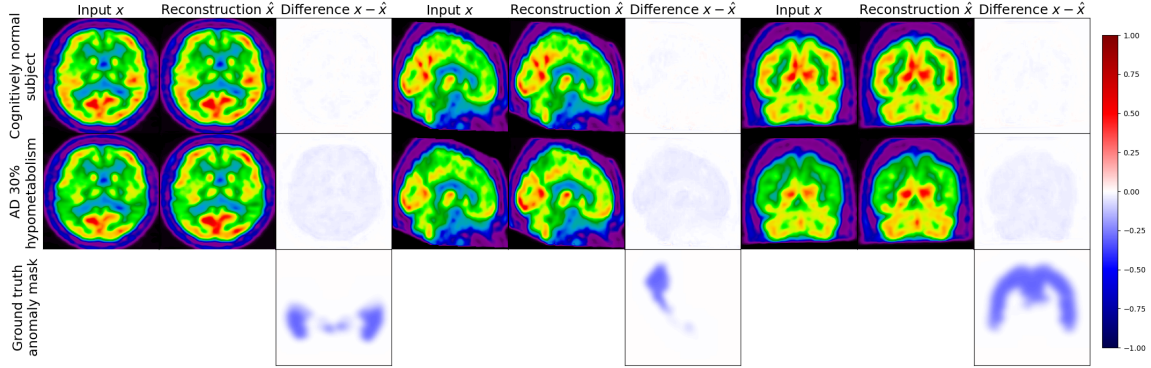 Input x
Reconstruction x̂
Difference x − x̂
Input x
Reconstruction x̂
Difference x − x̂
Input x
Reconstruction x̂
Difference x − x̂
Cognitively normal
subject
AD 30%
hypometabolism
Ground truth
anomaly mask
1.00
0.75
0.50
0.25
0.00
−0.25
−0.50
−0.75
−1.00